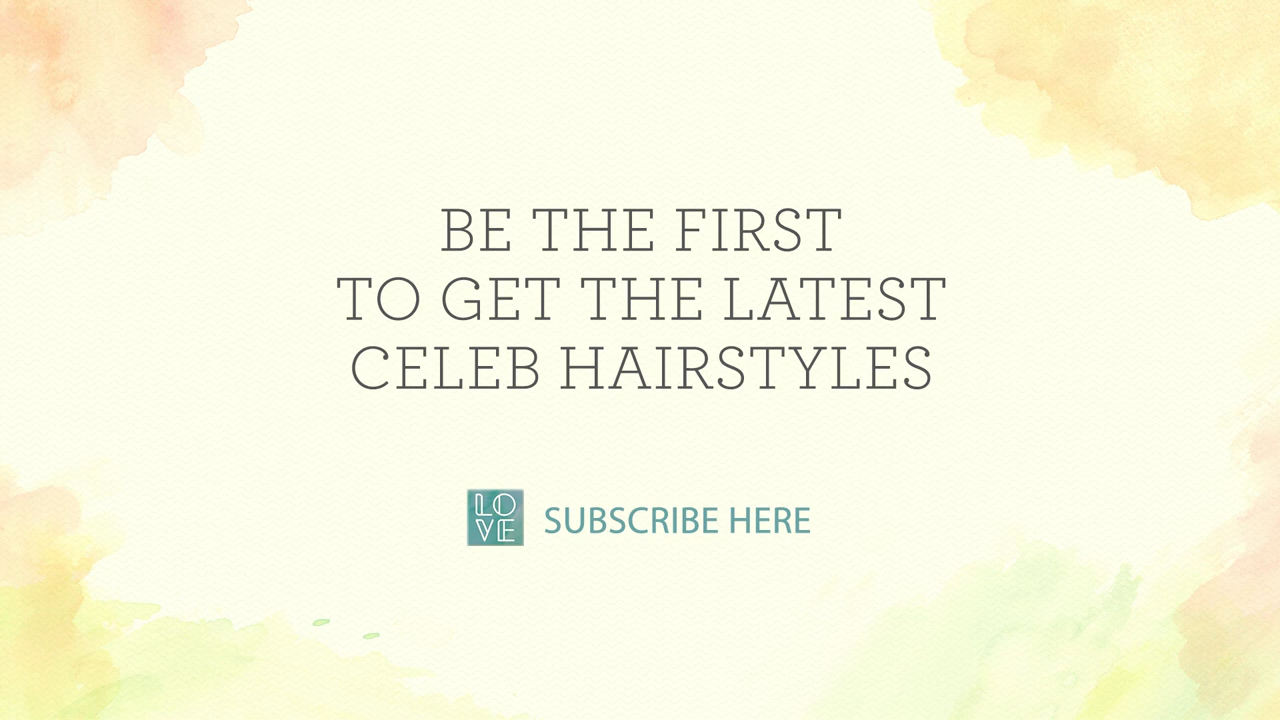 BE THE FIRST
TO GET THE LATEST
CELEB HAIRSTYLES
LO
VE
SUBSCRIBE HERE